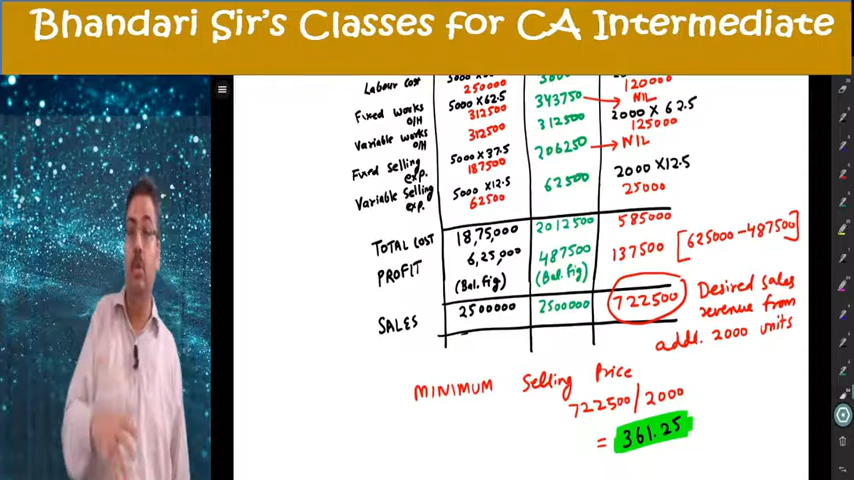 Bhandari Sir's Classes for CA Intermediate
Labour Cost 250000 120000
Fixed Works O/H 5000 X 62.5 312500 343750 → NIL
Variable Works O/H 312500 312500 2000 X 62.5 125000
Fixed Selling exp. 5000 X 37.5 187500 206250 → NIL
Variable Selling exp. 5000 X 12.5 62500 62500 2000 X 12.5 25000
TOTAL COST 18,75,000 2012500 585000
PROFIT 6,25,000 (Bal. Fig) 487500 (Bal. Fig) 137500 [625000 - 487500]
SALES 2500000 2500000 722500
Desired sales
revenue from
addl. 2000 units
MINIMUM Selling Price
722500/2000
= 361.25